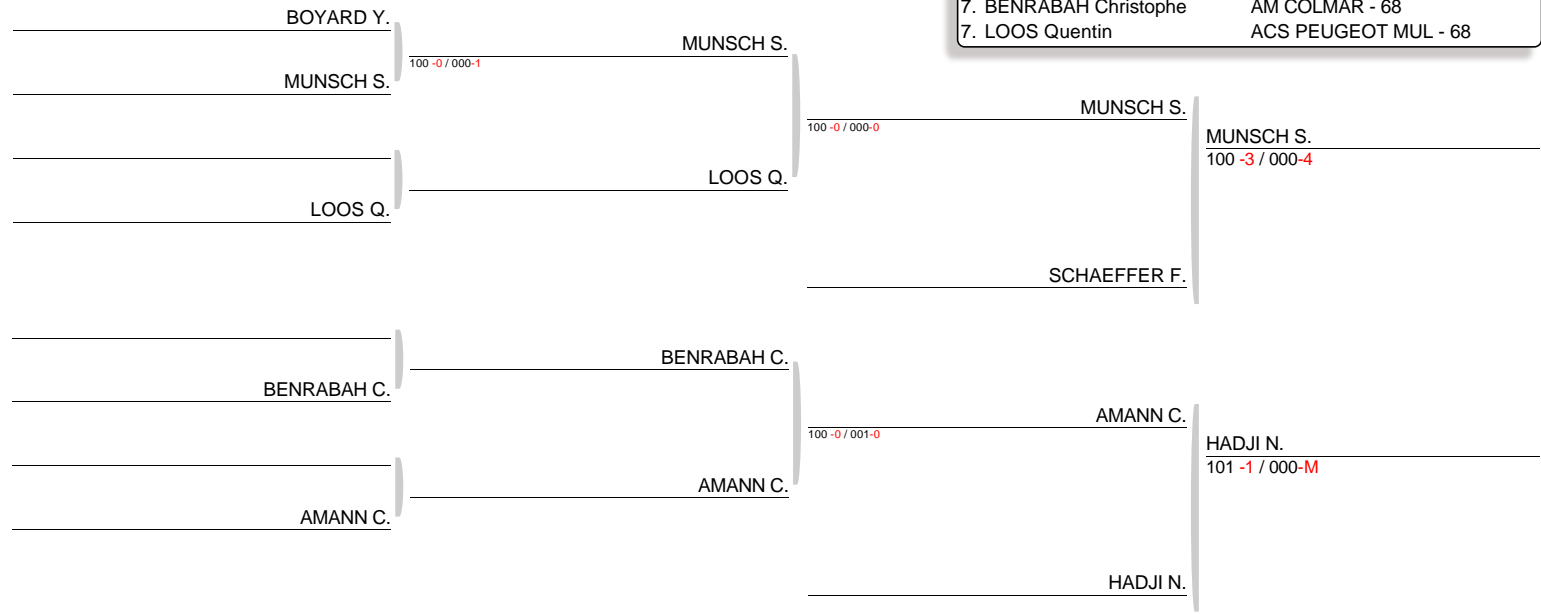 7. BENRABAH Christophe AM COLMAR - 68
7. LOOS Quentin ACS PEUGEOT MUL - 68
BOYARD Y.
MUNSCH S.
100 -0 / 000-1
MUNSCH S.
MUNSCH S.
100 -0 / 000-0
MUNSCH S.
100 -3 / 000-4
LOOS Q.
LOOS Q.
SCHAEFFER F.
BENRABAH C.
BENRABAH C.
AMANN C.
100 -0 / 001-0
HADJI N.
101 -1 / 000-M
AMANN C.
AMANN C.
HADJI N.